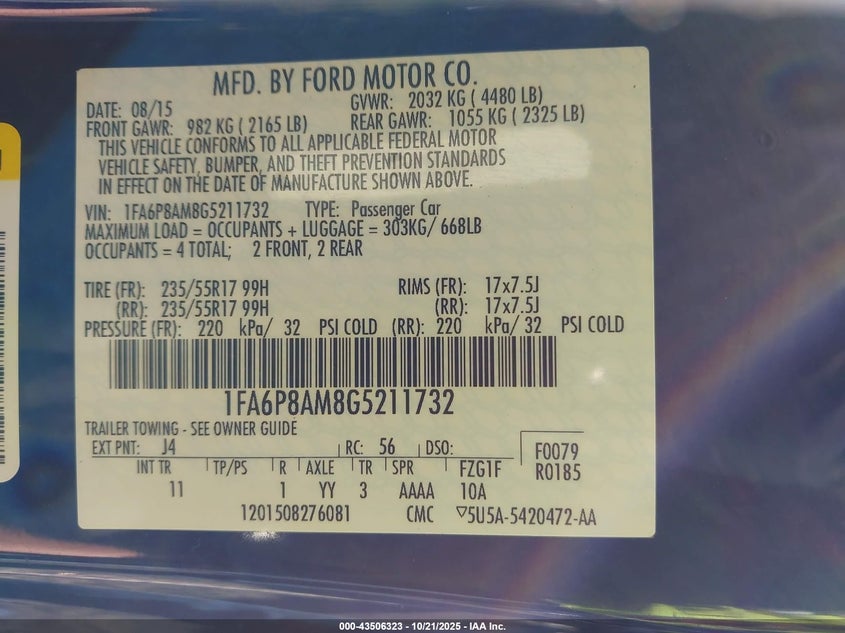 MFD. BY FORD MOTOR CO.
DATE: 08/15 GVWR: 2032 KG ( 4480 LB)
FRONT GAWR: 982 KG ( 2165 LB) REAR GAWR: 1055 KG ( 2325 LB)
THIS VEHICLE CONFORMS TO ALL APPLICABLE FEDERAL MOTOR
VEHICLE SAFETY, BUMPER, AND THEFT PREVENTION STANDARDS
IN EFFECT ON THE DATE OF MANUFACTURE SHOWN ABOVE.
VIN: 1FA6P8AM8G5211732 TYPE: Passenger Car
MAXIMUM LOAD = OCCUPANTS + LUGGAGE = 303KG/ 668LB
OCCUPANTS = 4 TOTAL; 2 FRONT, 2 REAR
TIRE (FR): 235/55R17 99H RIMS (FR): 17x7.5J
(RR): 235/55R17 99H (RR): 17x7.5J
PRESSURE (FR): 220 kPa/ 32 PSI COLD (RR): 220 kPa/ 32 PSI COLD
1FA6P8AM8G5211732
TRAILER TOWING - SEE OWNER GUIDE
EXT PNT: J4 RC: 56 DSO: F0079
INT TR TP/PS R AXLE TR SPR FZG1F R0185
11 1 YY 3 AAAA 10A
1201508276081 CMC ▽5U5A-5420472-AA
000-43506323 - 10/21/2025 - IAA Inc.